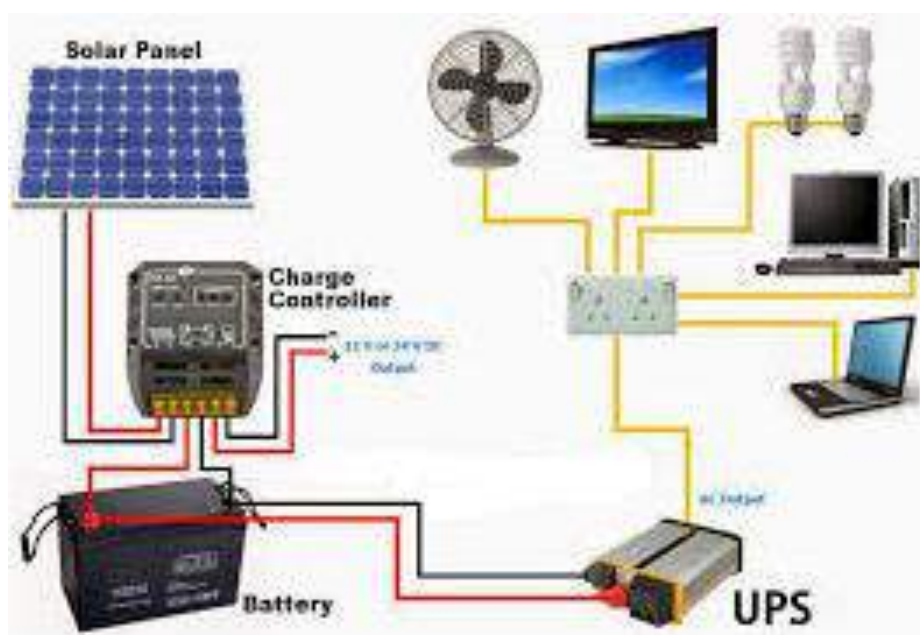 Solar Panel
Charge
Controller
12 V or 24 V DC
Output
AC Output
Battery
UPS